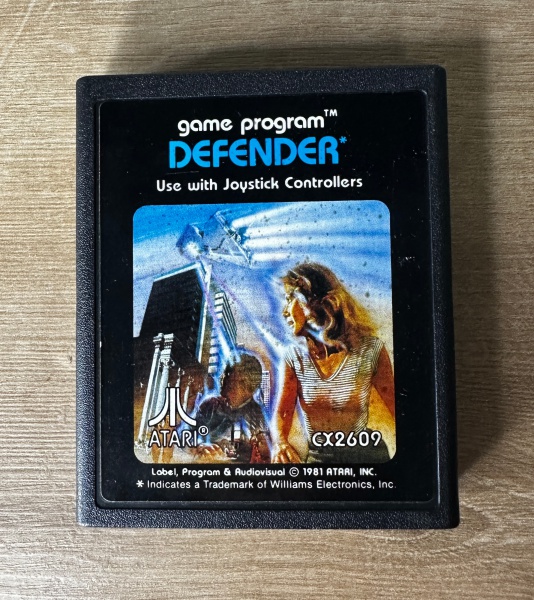 game program™
DEFENDER*
Use with Joystick Controllers
ATARI®
CX2609
Label, Program & Audiovisual © 1981 ATARI, INC.
* Indicates a Trademark of Williams Electronics, Inc.